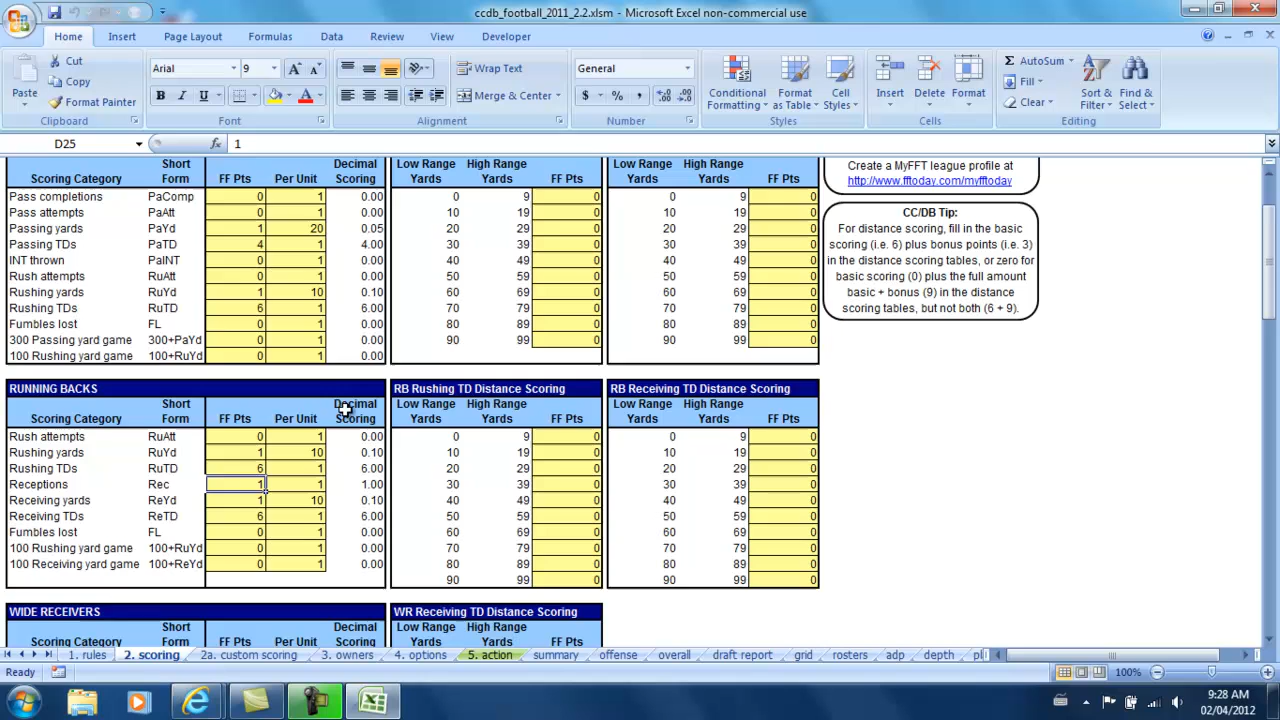 ccdb_football_2011_2.2.xlsm - Microsoft Excel non-commercial use
Home Insert Page Layout Formulas Data Review View Developer
Paste Cut Copy Format Painter Clipboard
Arial 9 B I U A Font
Wrap Text Merge & Center Alignment
General $ % , Number
Conditional Formatting Format as Table Cell Styles Styles
Insert Delete Format Cells
Σ AutoSum Fill Clear Sort & Filter Find & Select Editing
D25 fx 1
Scoring Category Short Form FF Pts Per Unit Decimal Scoring
Pass completions PaComp 0 1 0.00
Pass attempts PaAtt 0 1 0.00
Passing yards PaYd 1 20 0.05
Passing TDs PaTD 4 1 4.00
INT thrown PaINT 0 1 0.00
Rush attempts RuAtt 0 1 0.00
Rushing yards RuYd 1 10 0.10
Rushing TDs RuTD 6 1 6.00
Fumbles lost FL 0 1 0.00
300 Passing yard game 300+PaYd 0 1 0.00
100 Rushing yard game 100+RuYd 0 1 0.00
Low Range Yards High Range Yards FF Pts
0 9 0
10 19 0
20 29 0
30 39 0
40 49 0
50 59 0
60 69 0
70 79 0
80 89 0
90 99 0
Low Range Yards High Range Yards FF Pts
0 9 0
10 19 0
20 29 0
30 39 0
40 49 0
50 59 0
60 69 0
70 79 0
80 89 0
90 99 0
Create a MyFFT league profile at
http://www.fftoday.com/myfftoday
CC/DB Tip:
For distance scoring, fill in the basic
scoring (i.e. 6) plus bonus points (i.e. 3)
in the distance scoring tables, or zero for
basic scoring (0) plus the full amount
basic + bonus (9) in the distance
scoring tables, but not both (6 + 9).
RUNNING BACKS
Scoring Category Short Form FF Pts Per Unit Decimal Scoring
Rush attempts RuAtt 0 1 0.00
Rushing yards RuYd 1 10 0.10
Rushing TDs RuTD 6 1 6.00
Receptions Rec 1 1 1.00
Receiving yards ReYd 1 10 0.10
Receiving TDs ReTD 6 1 6.00
Fumbles lost FL 0 1 0.00
100 Rushing yard game 100+RuYd 0 1 0.00
100 Receiving yard game 100+ReYd 0 1 0.00
RB Rushing TD Distance Scoring
Low Range Yards High Range Yards FF Pts
0 9 0
10 19 0
20 29 0
30 39 0
40 49 0
50 59 0
60 69 0
70 79 0
80 89 0
90 99 0
RB Receiving TD Distance Scoring
Low Range Yards High Range Yards FF Pts
0 9 0
10 19 0
20 29 0
30 39 0
40 49 0
50 59 0
60 69 0
70 79 0
80 89 0
90 99 0
WIDE RECEIVERS
Scoring Category Short Form FF Pts Per Unit Decimal Scoring
WR Receiving TD Distance Scoring
Low Range Yards High Range Yards FF Pts
1. rules 2. scoring 2a. custom scoring 3. owners 4. options 5. action summary offense overall draft report grid rosters adp depth
Ready 100%
9:28 AM
02/04/2012